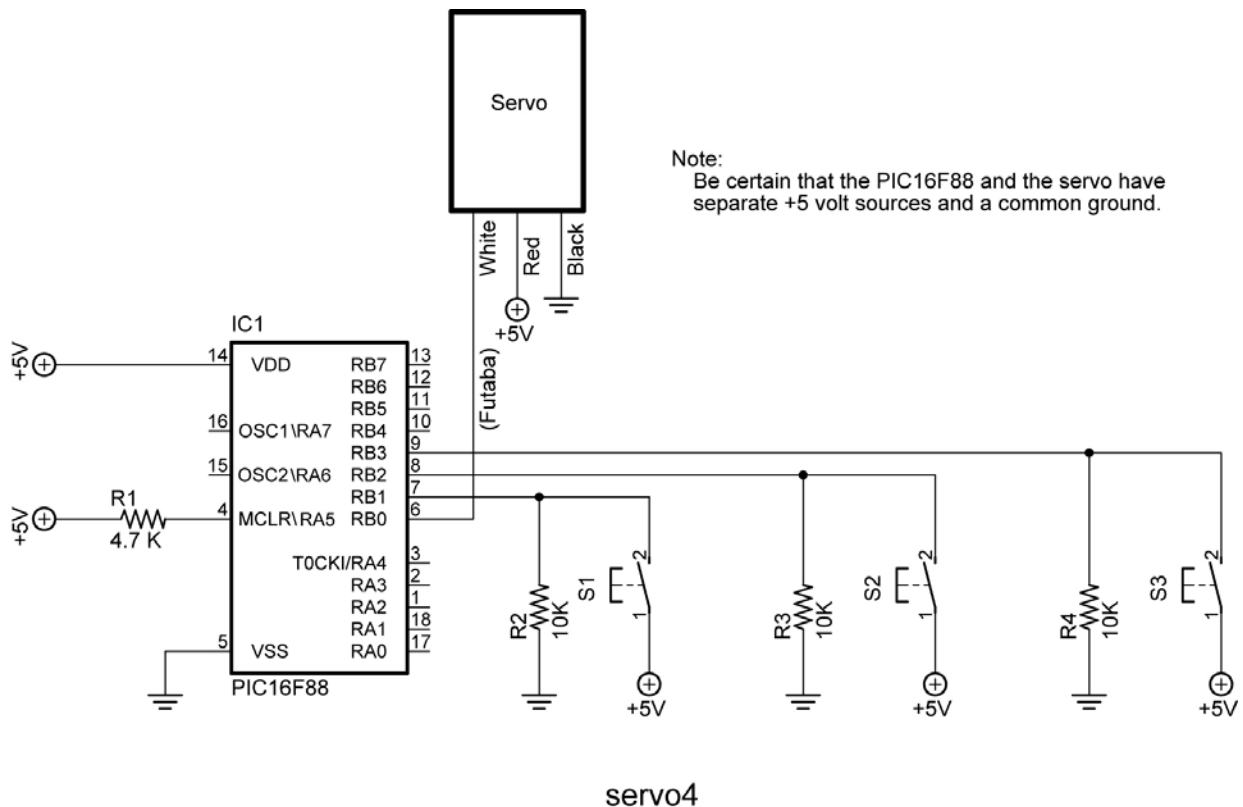 Servo
Note:
Be certain that the PIC16F88 and the servo have
separate +5 volt sources and a common ground.
White
Red
Black
+5V
(Futaba)
IC1
+5V
14
VDD
RB7
13
RB6
12
RB5
11
16
OSC1\RA7
RB4
10
RB3
9
15
OSC2\RA6
RB2
8
RB1
7
+5V
R1
4.7 K
4
MCLR\RA5
RB0
6
T0CKI/RA4
3
RA3
2
RA2
1
RA1
18
5
VSS
RA0
17
PIC16F88
R2
10K
S1
2
1
+5V
R3
10K
S2
2
1
+5V
R4
10K
S3
2
1
+5V
servo4